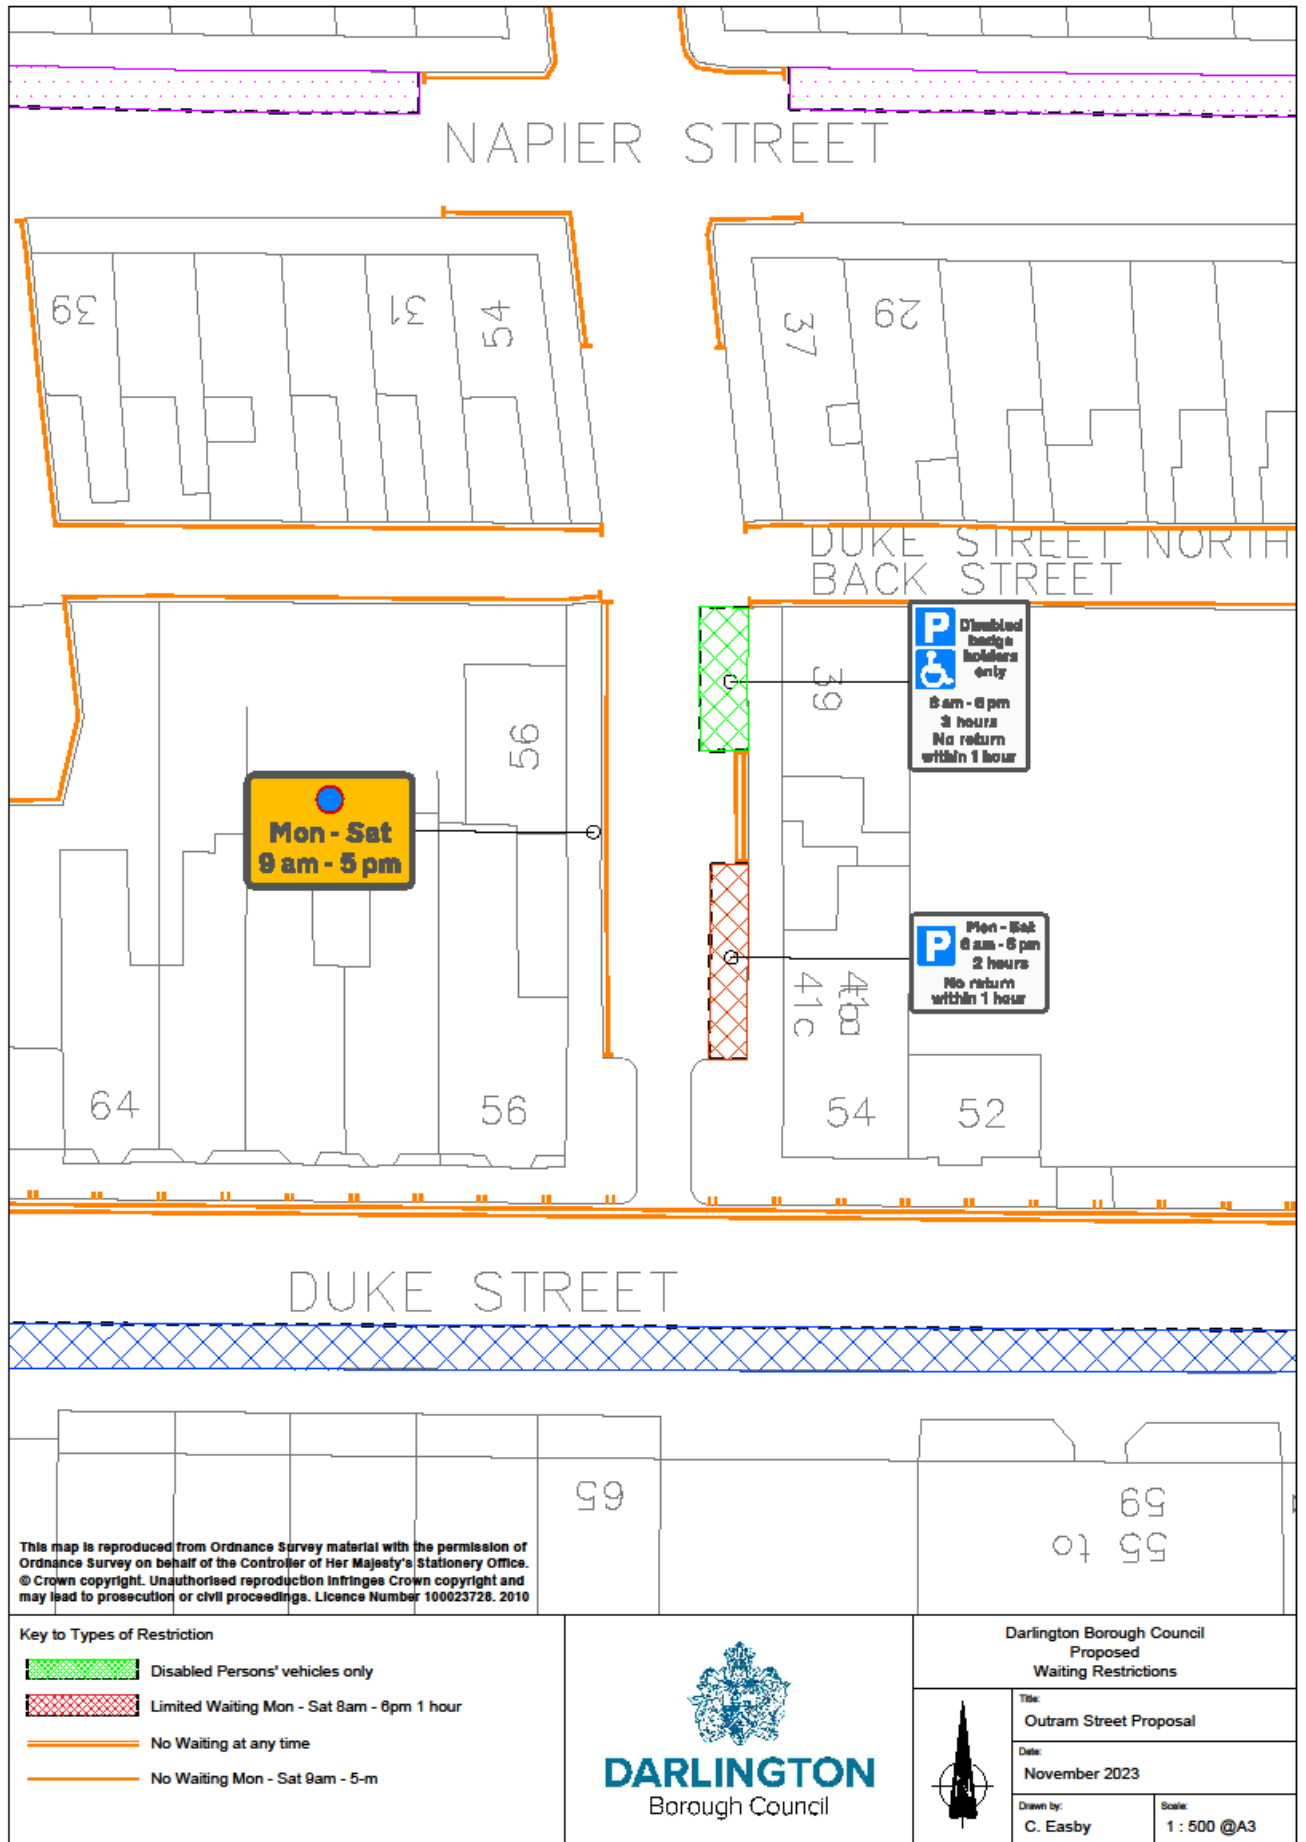 NAPIER STREET
39
31
54
37
29
DUKE STREET NORTH
BACK STREET
P Disabled
badge
holders
only
8 am - 6 pm
3 hours
No return
within 1 hour
39
56
Mon - Sat
9 am - 5 pm
P Mon - Sat
8 am - 6 pm
2 hours
No return
within 1 hour
41c
64
56
54
52
DUKE STREET
65
59
55 to
This map is reproduced from Ordnance Survey material with the permission of
Ordnance Survey on behalf of the Controller of Her Majesty's Stationery Office.
© Crown copyright. Unauthorised reproduction infringes Crown copyright and
may lead to prosecution or civil proceedings. Licence Number 100023728. 2010
Key to Types of Restriction
Disabled Persons' vehicles only
Limited Waiting Mon - Sat 8am - 6pm 1 hour
No Waiting at any time
No Waiting Mon - Sat 9am - 5-m
DARLINGTON
Borough Council
Darlington Borough Council
Proposed
Waiting Restrictions
Title:
Outram Street Proposal
Date:
November 2023
Drawn by:
C. Easby
Scale:
1 : 500 @A3